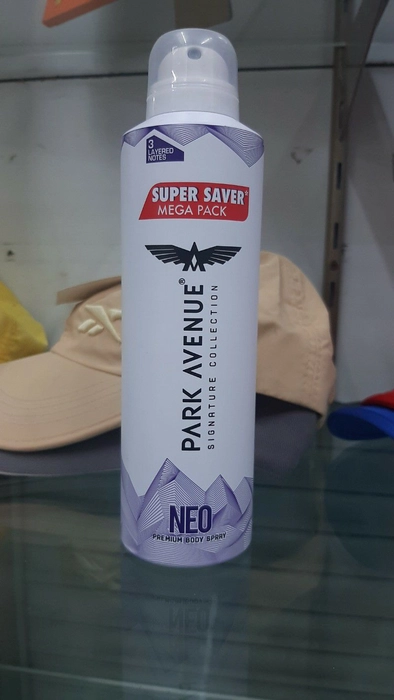 3
LAYERED
NOTES
SUPER SAVER*
MEGA PACK
PARK AVENUE®
SIGNATURE COLLECTION
NEO
PREMIUM BODY SPRAY